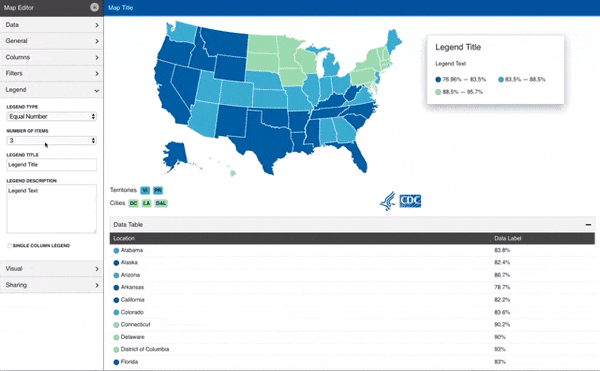 Map Editor
Data
General
Columns
Filters
Legend
LEGEND TYPE
Equal Number
NUMBER OF ITEMS
3
LEGEND TITLE
Legend Title
LEGEND DESCRIPTION
Legend Text
SINGLE COLUMN LEGEND
Visual
Sharing
Map Title
Legend Title
Legend Text
76.96% — 83.5%
83.5% — 88.5%
88.5% — 95.7%
Territories VI PR
Cities DC LA DAL
CDC
Data Table
Location Data Label
Alabama 83.8%
Alaska 82.4%
Arizona 86.7%
Arkansas 78.7%
California 82.2%
Colorado 83.6%
Connecticut 90.2%
Delaware 90%
District of Columbia 93%
Florida 83%